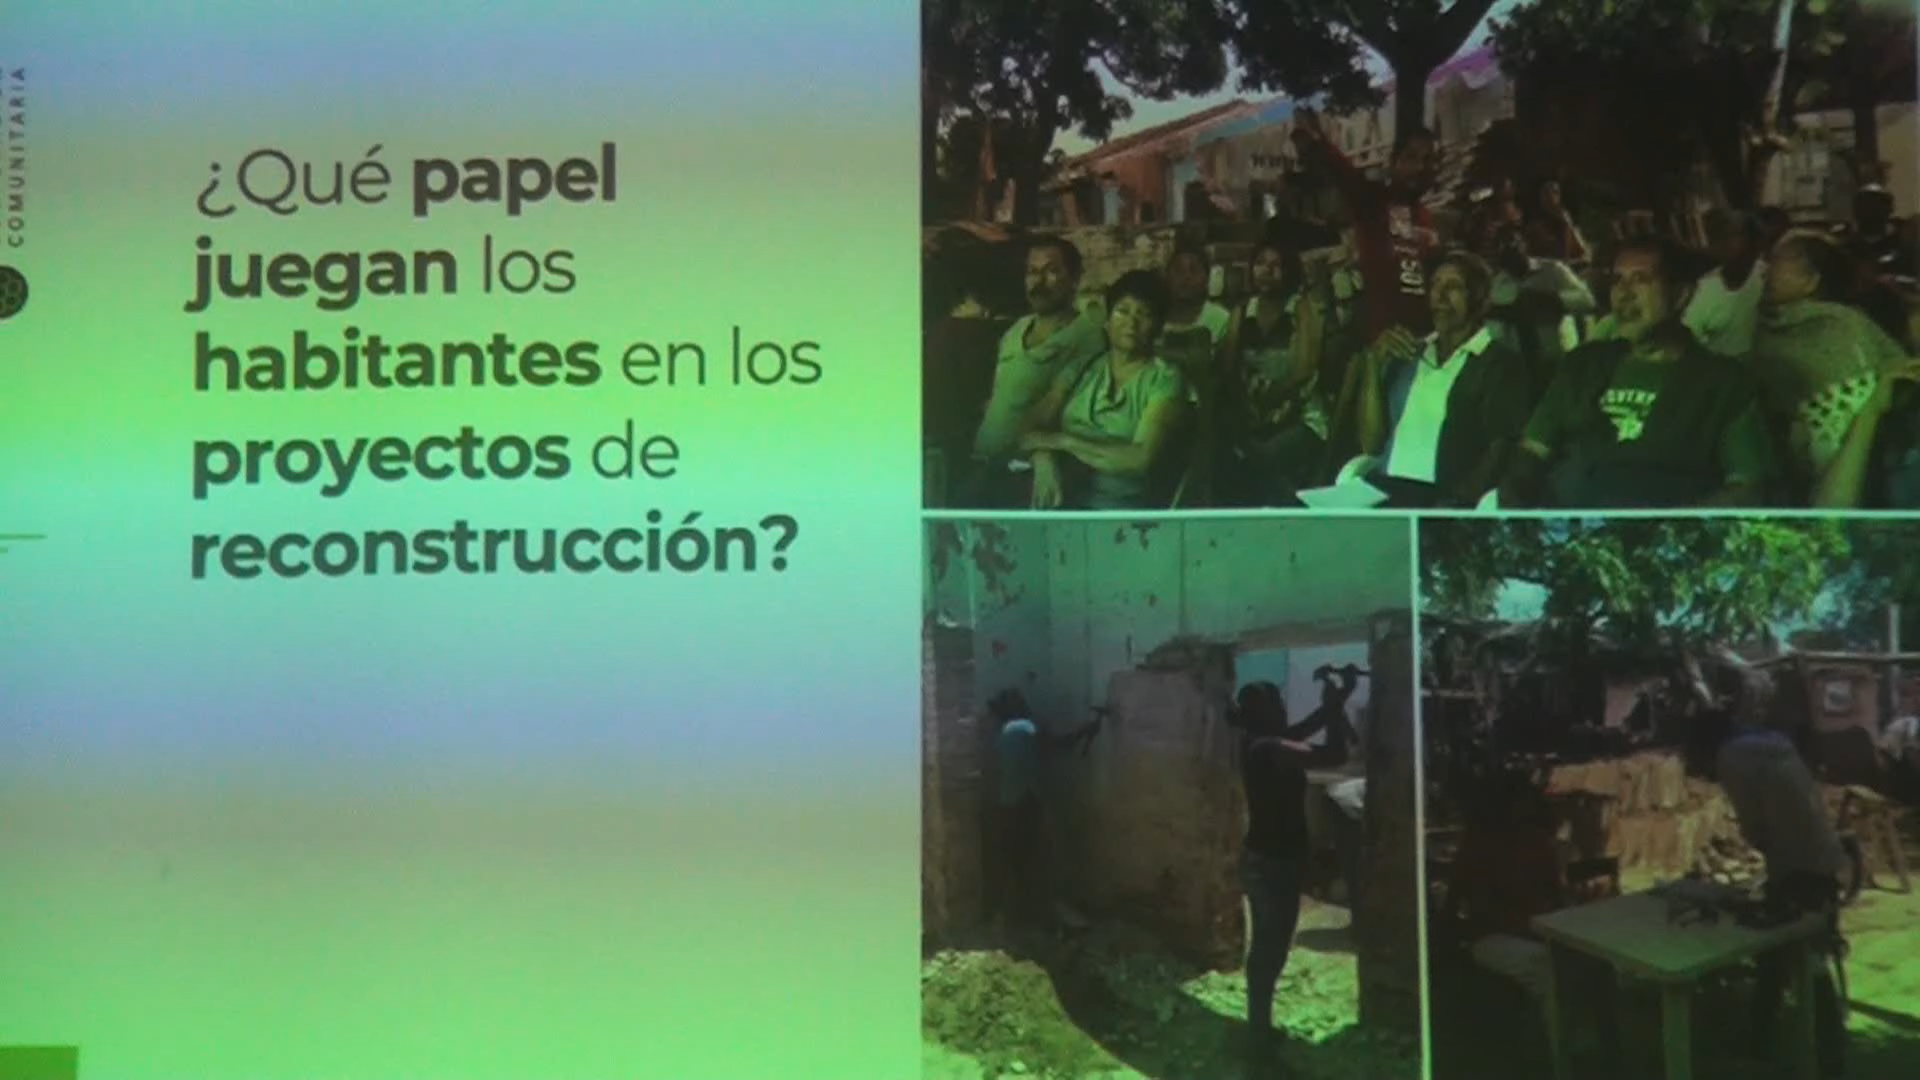 COMUNITARIA
¿Qué papel
juegan los
habitantes en los
proyectos de
reconstrucción?